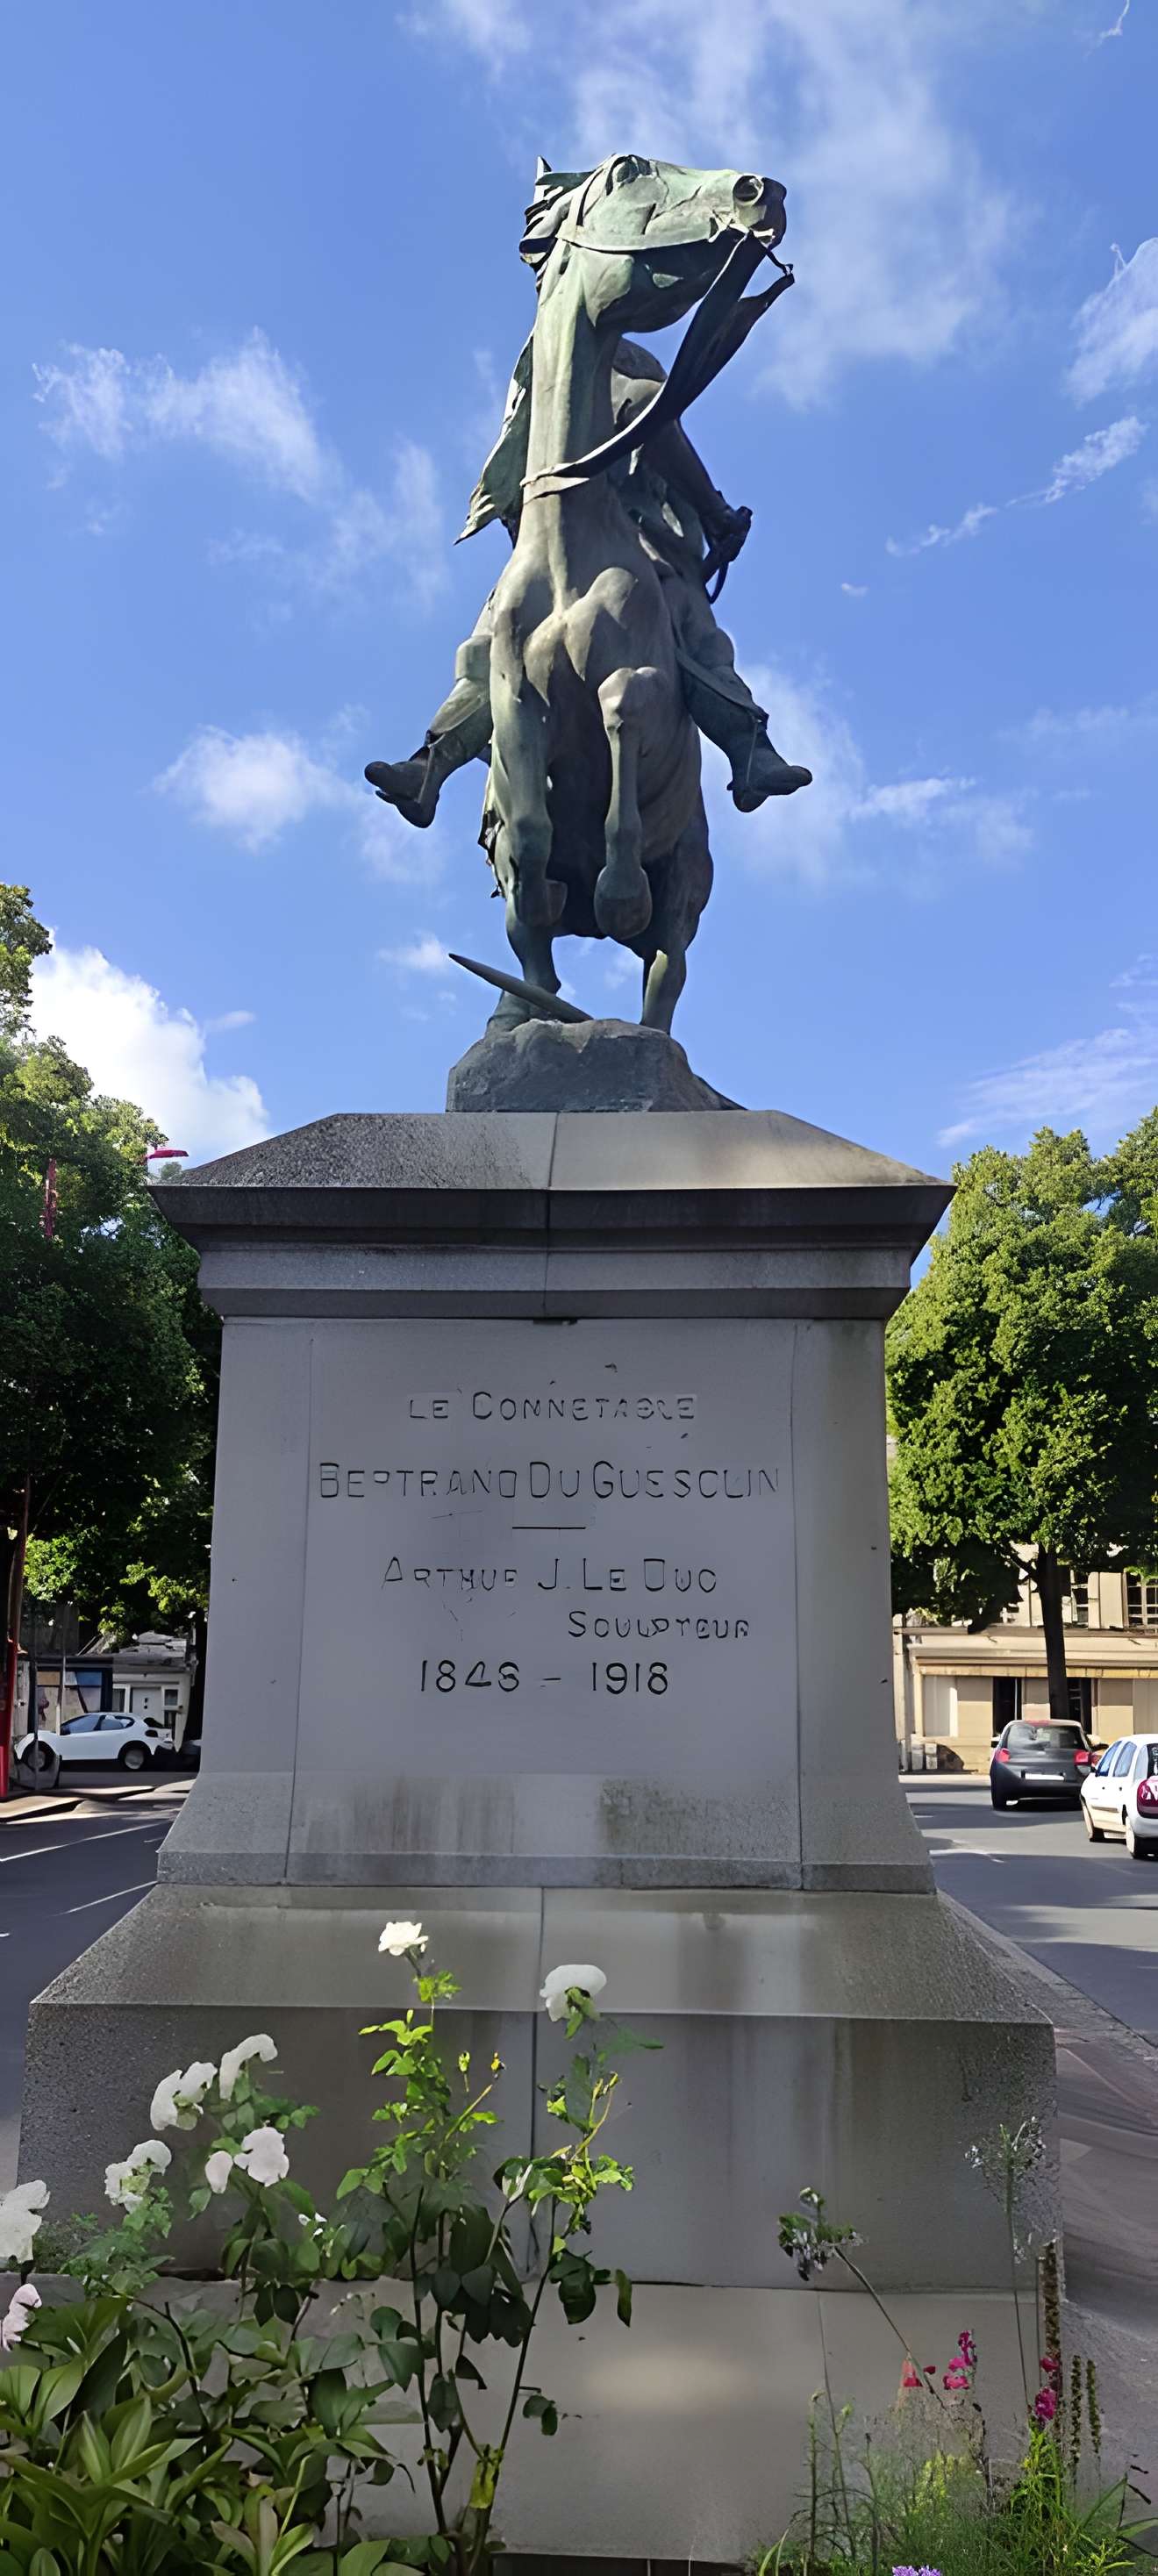 LE CONNETABLE
BERTRAND DU GUESCLIN
ARTHUR J. LE DUC
SCULPTEUR
1848 - 1918